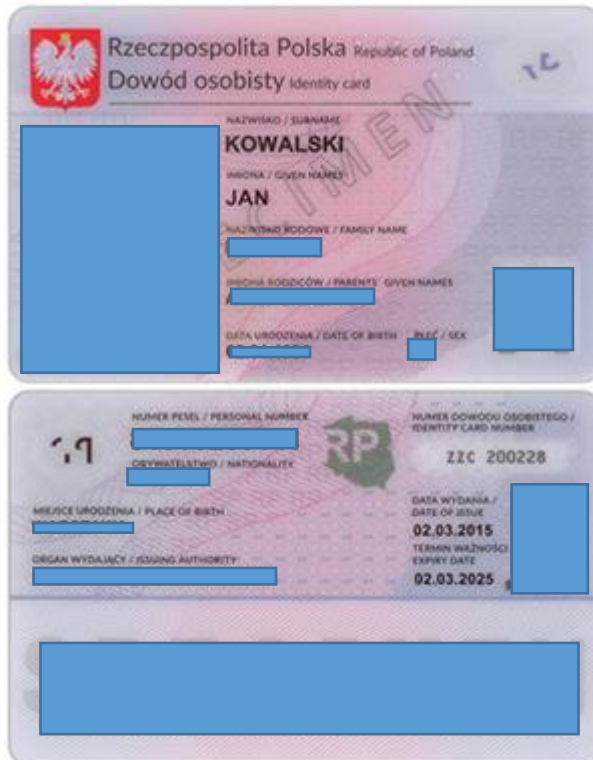 Rzeczpospolita Polska Republic of Poland
Dowód osobisty Identity card
SPECIMEN
NAZWISKO / SURNAME
KOWALSKI
IMIONA / GIVEN NAMES
JAN
NAZWISKO RODOWE / FAMILY NAME
IMIONA RODZICÓW / PARENTS' GIVEN NAMES
DATA URODZENIA / DATE OF BIRTH PŁEĆ / SEX
NUMER PESEL / PERSONAL NUMBER
OBYWATELSTWO / NATIONALITY
MIEJSCE URODZENIA / PLACE OF BIRTH
ORGAN WYDAJĄCY / ISSUING AUTHORITY
RP
NUMER DOWODU OSOBISTEGO /
IDENTITY CARD NUMBER
ZZC 200228
DATA WYDANIA /
DATE OF ISSUE
02.03.2015
TERMIN WAŻNOŚCI
EXPIRY DATE
02.03.2025